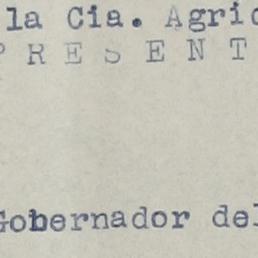 la Cia. Agric
P R E S E N T
Gobernador del